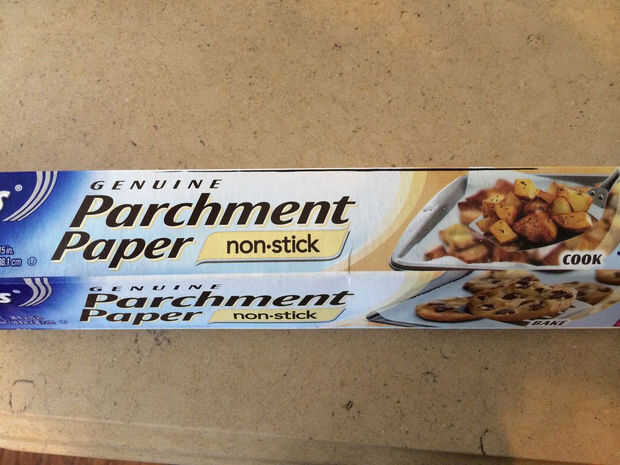 s®
GENUINE
Parchment
Paper non•stick
COOK
s
GENUINE
Parchment
Paper non•stick
BAKE